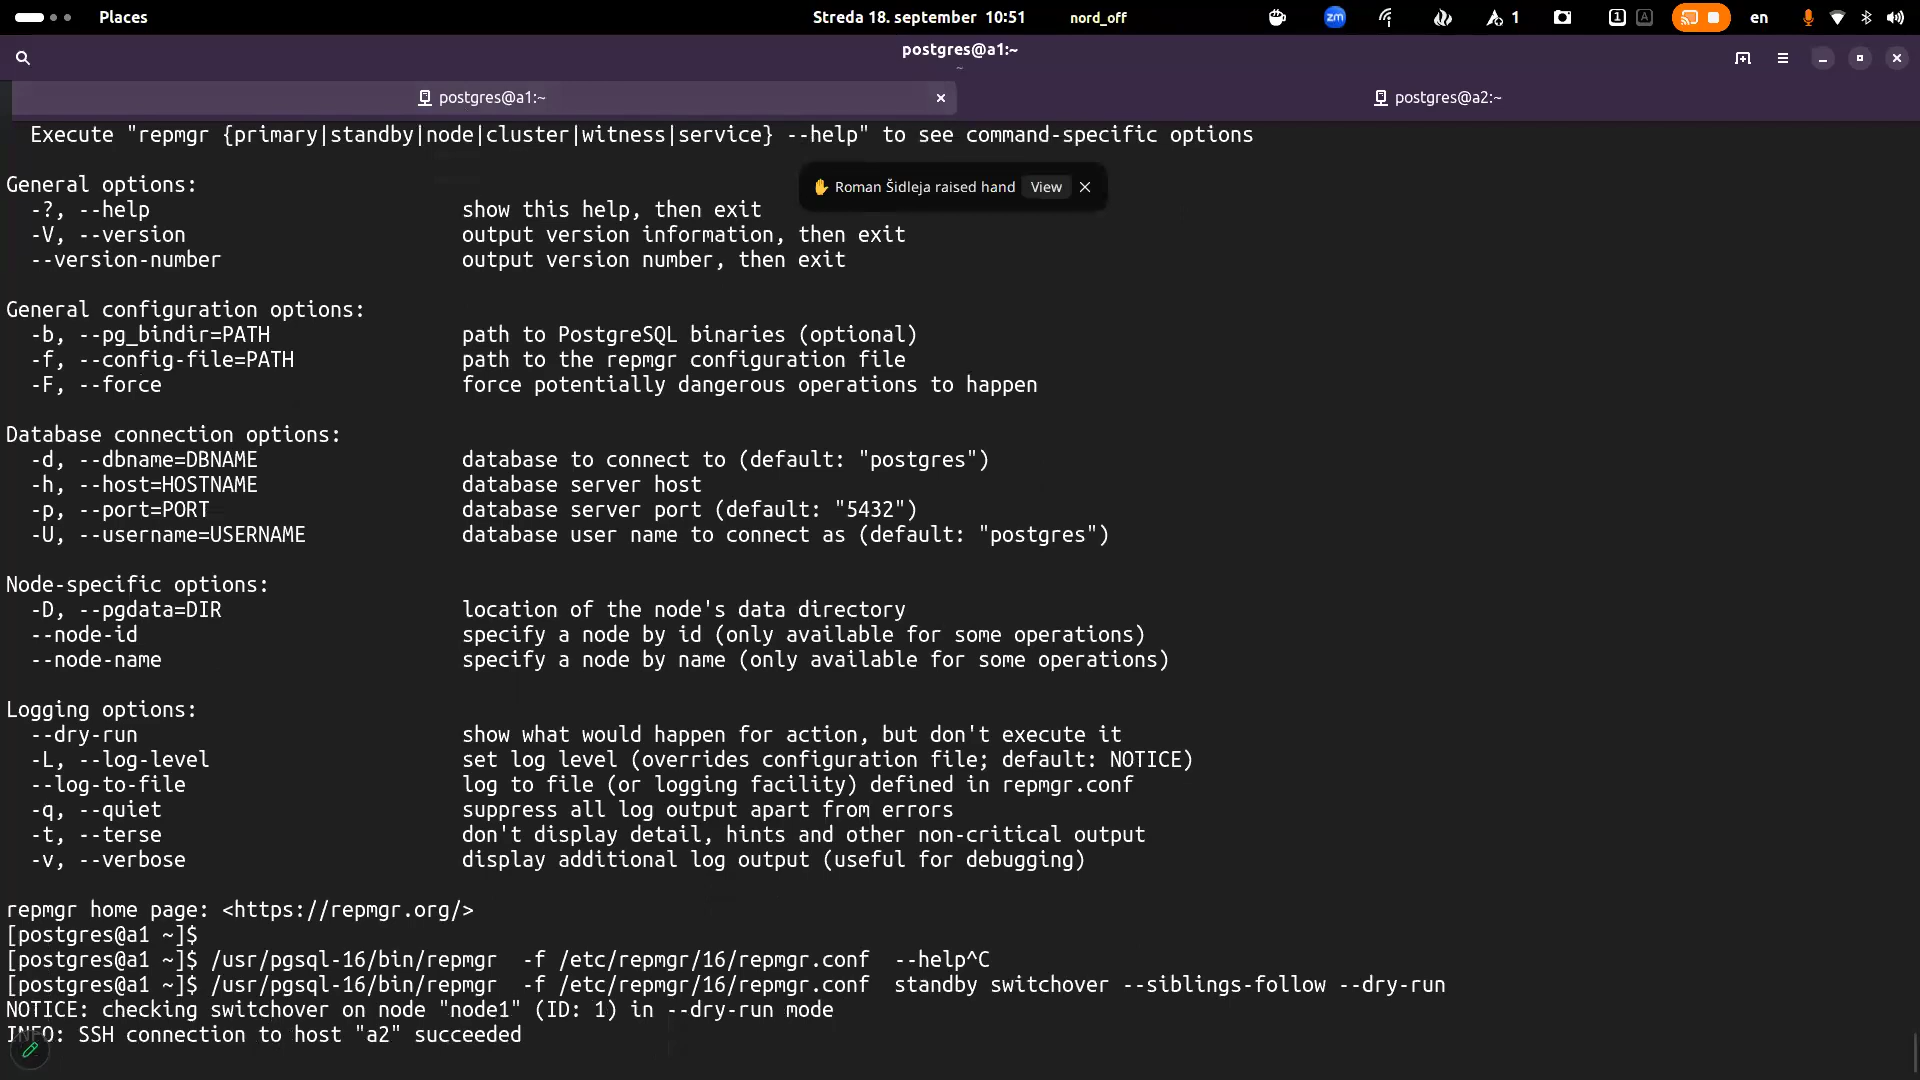 Places
Streda 18. september 10:51
nord_off
zm
1
1
A
en
postgres@a1:~
~
postgres@a1:~
postgres@a2:~
Execute "repmgr {primary|standby|node|cluster|witness|service} --help" to see command-specific options
Roman Šidleja raised hand View
General options:
-?, --help show this help, then exit
-V, --version output version information, then exit
--version-number output version number, then exit
General configuration options:
-b, --pg_bindir=PATH path to PostgreSQL binaries (optional)
-f, --config-file=PATH path to the repmgr configuration file
-F, --force force potentially dangerous operations to happen
Database connection options:
-d, --dbname=DBNAME database to connect to (default: "postgres")
-h, --host=HOSTNAME database server host
-p, --port=PORT database server port (default: "5432")
-U, --username=USERNAME database user name to connect as (default: "postgres")
Node-specific options:
-D, --pgdata=DIR location of the node's data directory
--node-id specify a node by id (only available for some operations)
--node-name specify a node by name (only available for some operations)
Logging options:
--dry-run show what would happen for action, but don't execute it
-L, --log-level set log level (overrides configuration file; default: NOTICE)
--log-to-file log to file (or logging facility) defined in repmgr.conf
-q, --quiet suppress all log output apart from errors
-t, --terse don't display detail, hints and other non-critical output
-v, --verbose display additional log output (useful for debugging)
repmgr home page: <https://repmgr.org/>
[postgres@a1 ~]$
[postgres@a1 ~]$ /usr/pgsql-16/bin/repmgr -f /etc/repmgr/16/repmgr.conf --help^C
[postgres@a1 ~]$ /usr/pgsql-16/bin/repmgr -f /etc/repmgr/16/repmgr.conf standby switchover --siblings-follow --dry-run
NOTICE: checking switchover on node "node1" (ID: 1) in --dry-run mode
INFO: SSH connection to host "a2" succeeded